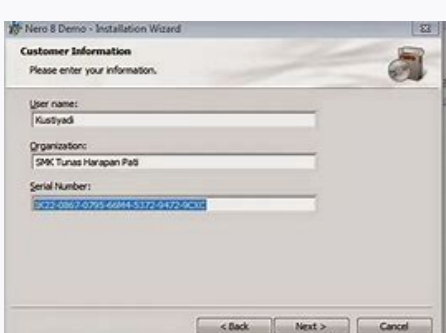 Nero 8 Demo - Installation Wizard
Customer Information
Please enter your information.
User name:
Kustiyadi
Organization:
SMK Tunas Harapan Pati
Serial Number:
< Back Next > Cancel